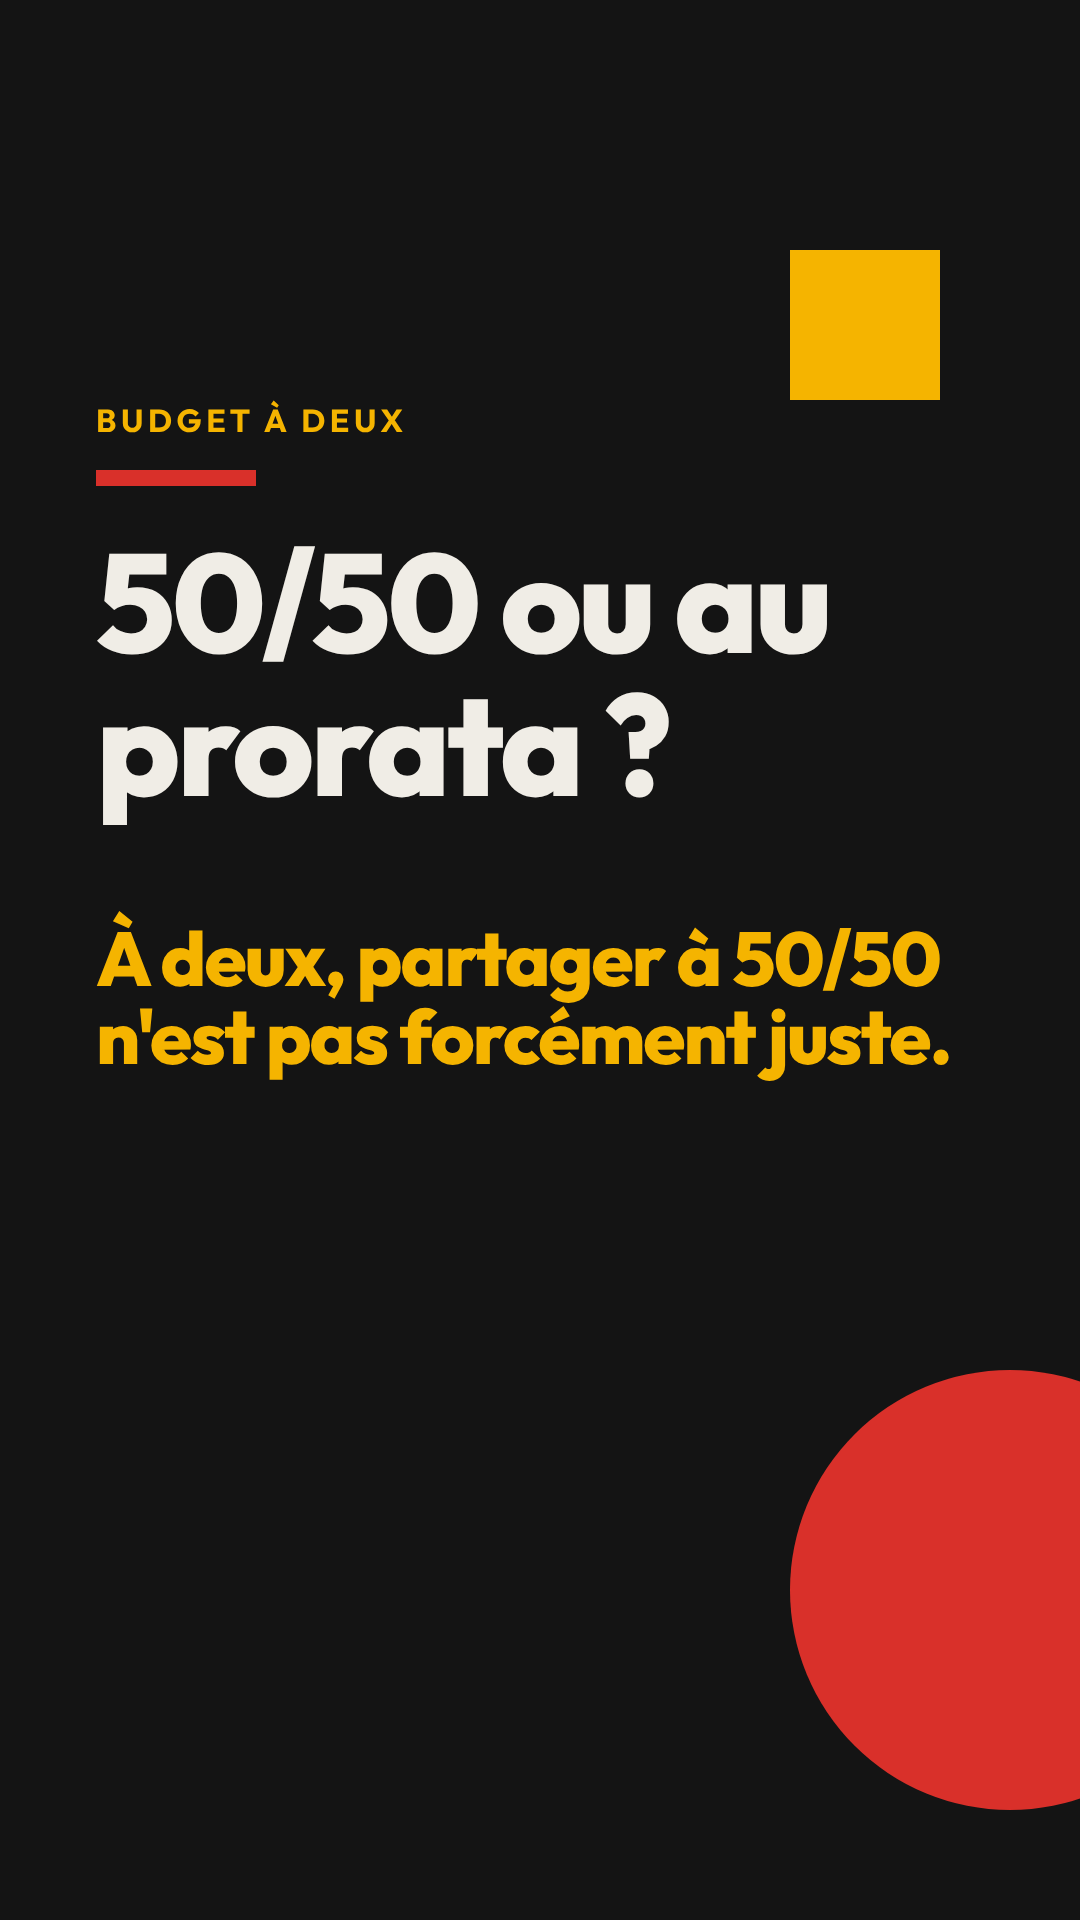 BUDGET À DEUX
50/50 ou au
prorata ?
À deux, partager à 50/50
n'est pas forcément juste.